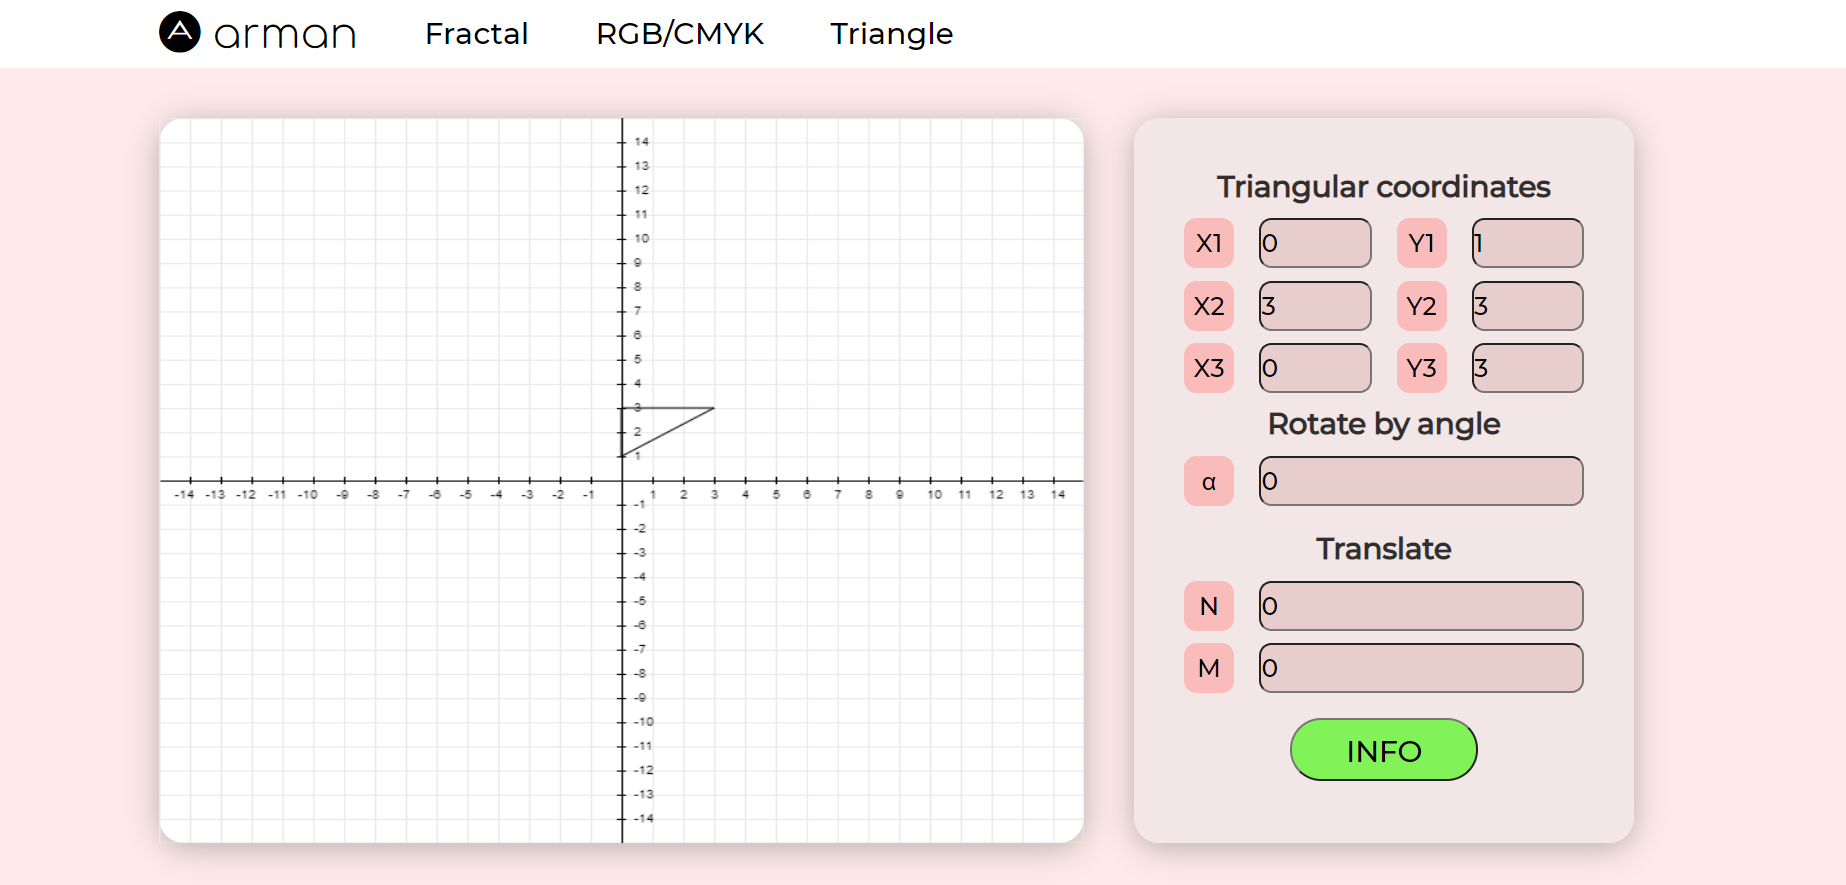 A arman Fractal RGB/CMYK Triangle
14
13
12
11
10
9
8
7
6
5
4
3
2
1
-14 -13 -12 -11 -10 -9 -8 -7 -6 -5 -4 -3 -2 -1 1 2 3 4 5 6 7 8 9 10 11 12 13 14
-1
-2
-3
-4
-5
-6
-7
-8
-9
-10
-11
-12
-13
-14
Triangular coordinates
X1 0 Y1 1
X2 3 Y2 3
X3 0 Y3 3
Rotate by angle
α 0
Translate
N 0
M 0
INFO